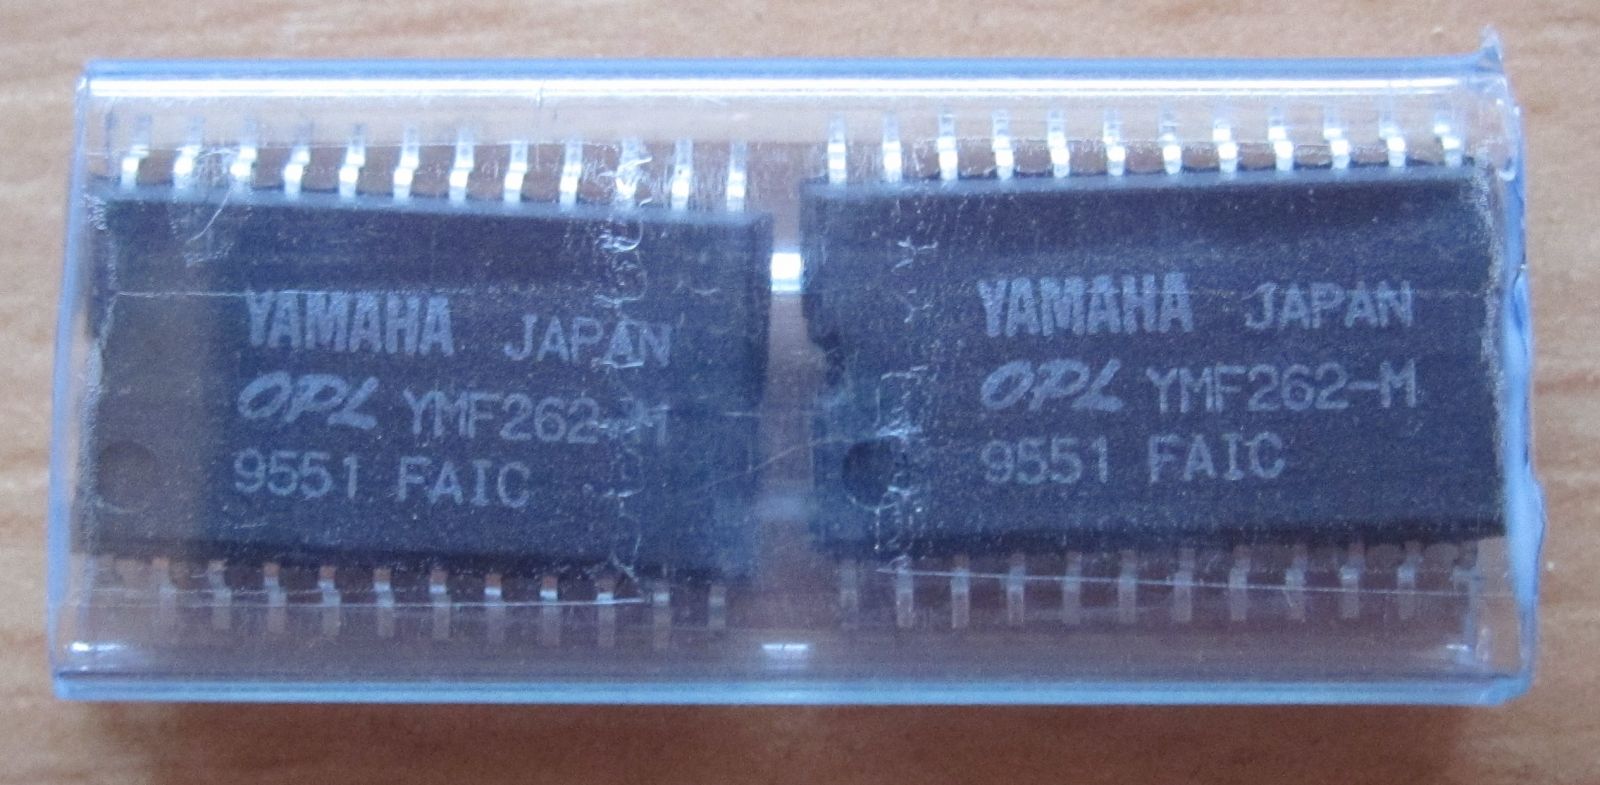 YAMAHA JAPAN
OPL YMF262-M
9551 FAIC
YAMAHA JAPAN
OPL YMF262-M
9551 FAIC